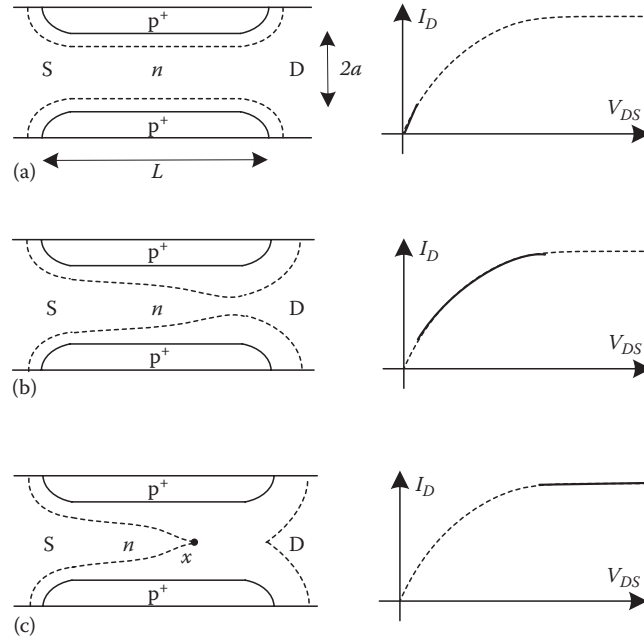 p+
S n D 2a
p+
(a) L
I_D
V_DS
p+
S n D
p+
(b)
I_D
V_DS
p+
S n x D
p+
(c)
I_D
V_DS